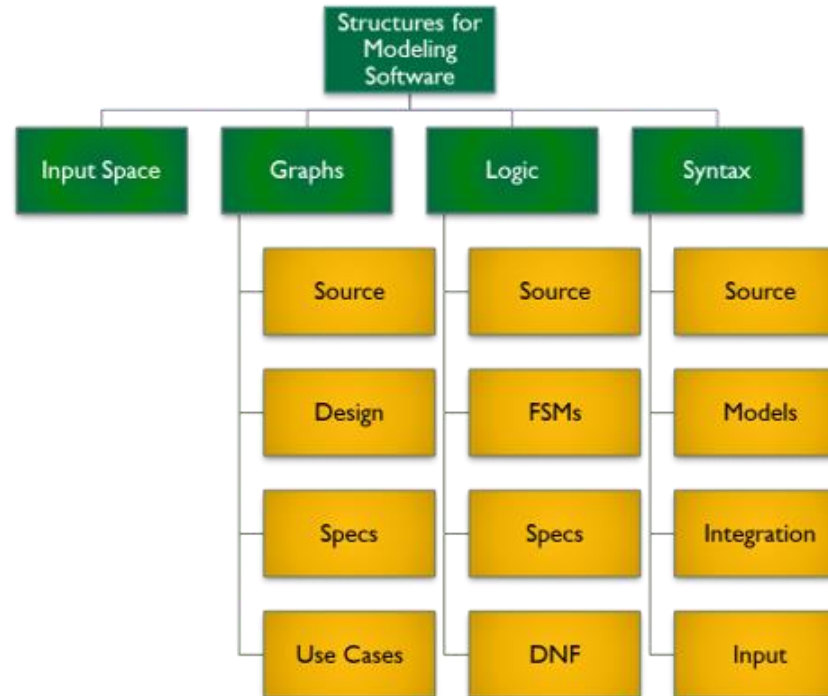 Structures for
Modeling
Software
Input Space
Graphs
Logic
Syntax
Source
Source
Source
Design
FSMs
Models
Specs
Specs
Integration
Use Cases
DNF
Input